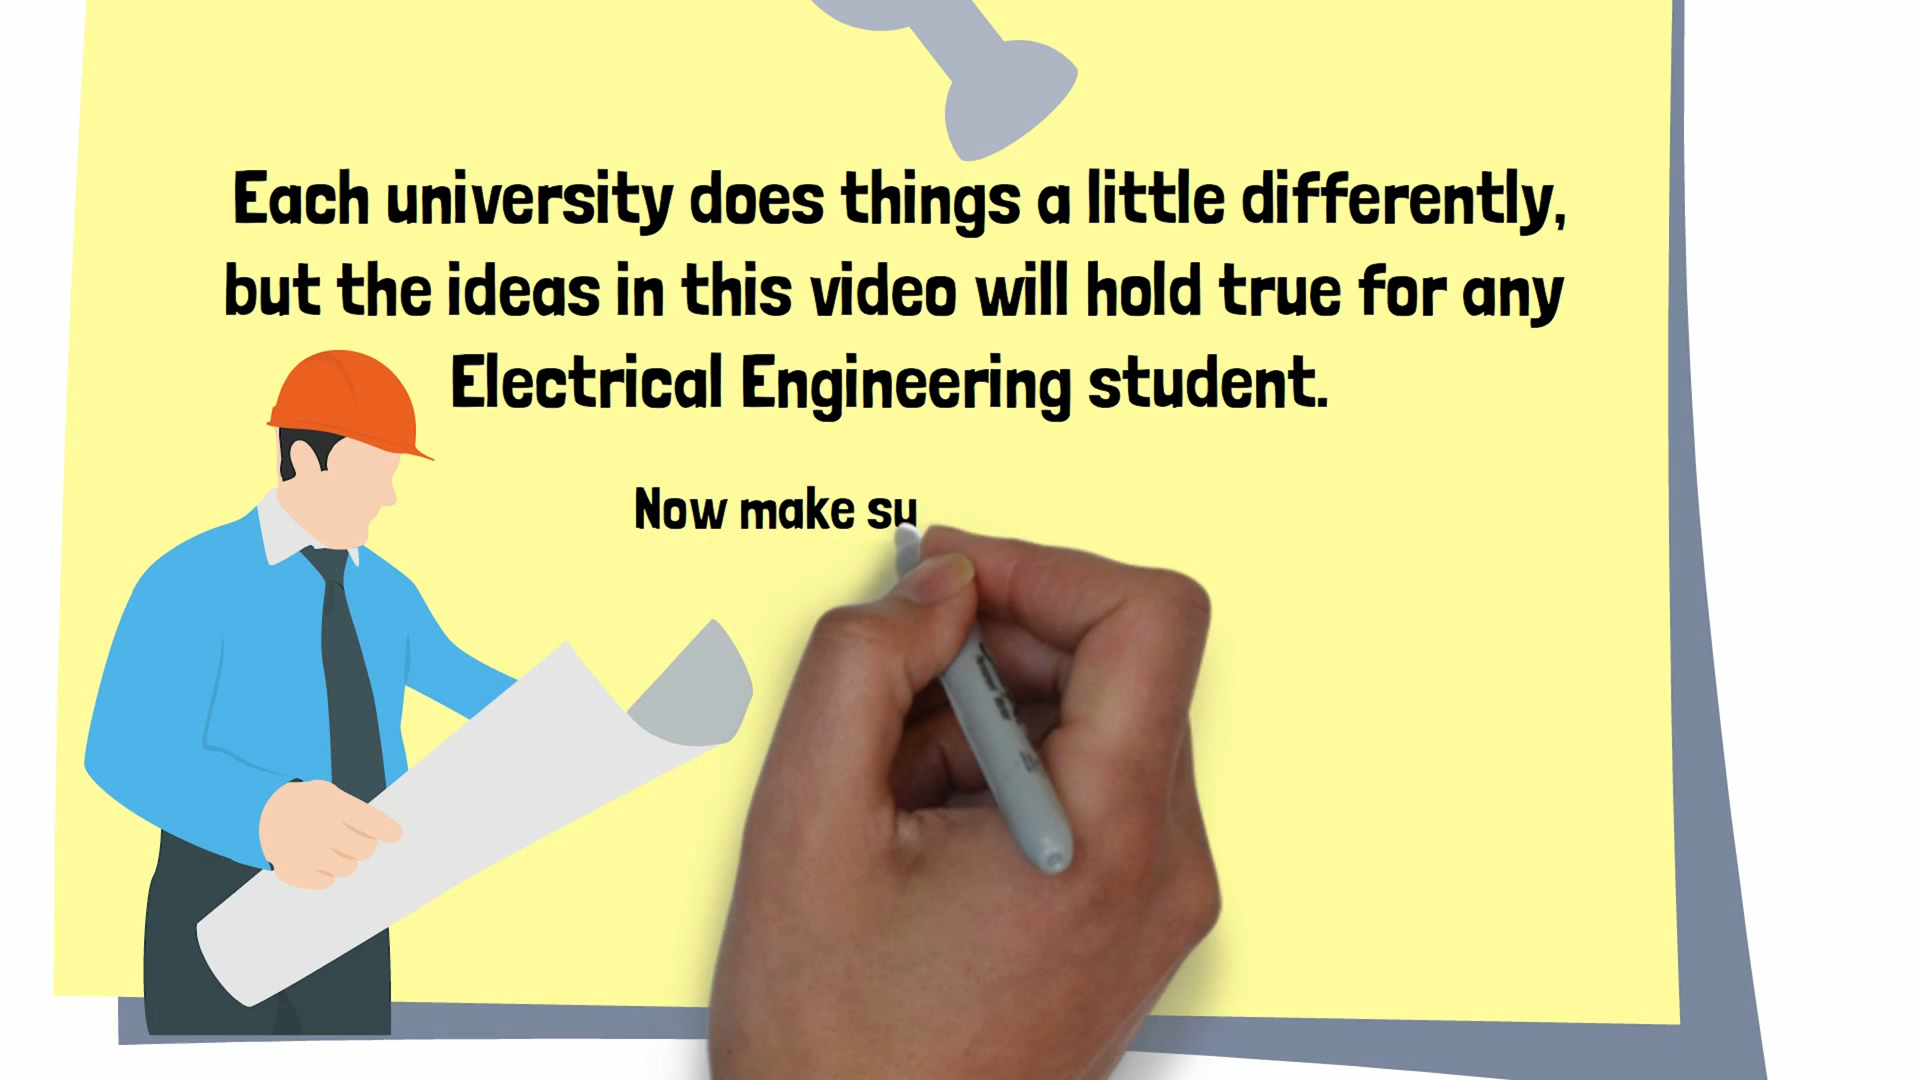 Each university does things a little differently,
but the ideas in this video will hold true for any
Electrical Engineering student.
Now make su